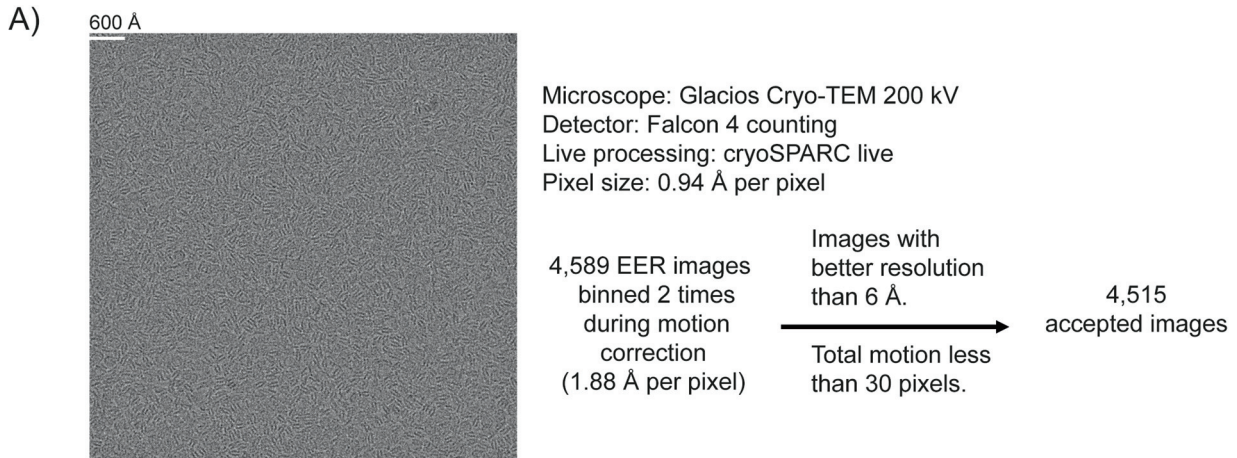 A)
600 Å
Microscope: Glacios Cryo-TEM 200 kV
Detector: Falcon 4 counting
Live processing: cryoSPARC live
Pixel size: 0.94 Å per pixel
4,589 EER images
binned 2 times
during motion
correction
(1.88 Å per pixel)
Images with
better resolution
than 6 Å.
Total motion less
than 30 pixels.
4,515
accepted images